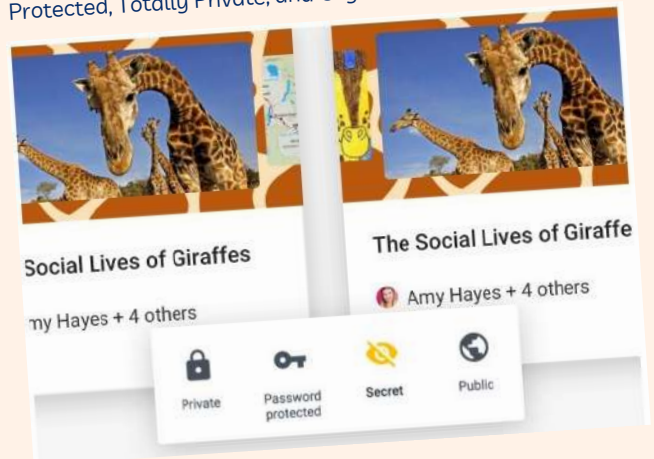 Protected, Totally Private, and
Social Lives of Giraffes
my Hayes + 4 others
The Social Lives of Giraffe
Amy Hayes + 4 others
Private
Password
protected
Secret
Public